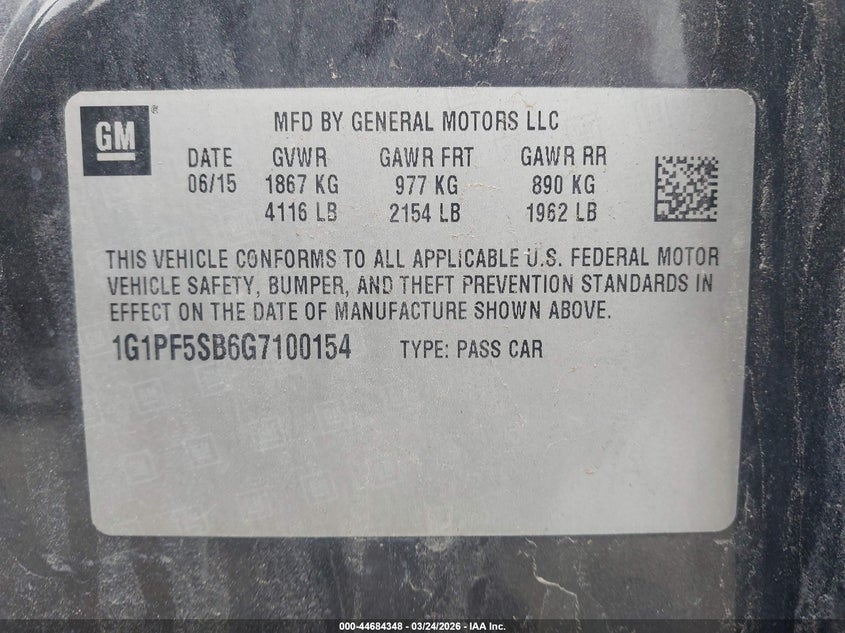 GM ®
MFD BY GENERAL MOTORS LLC
DATE GVWR GAWR FRT GAWR RR
06/15 1867 KG 977 KG 890 KG
4116 LB 2154 LB 1962 LB
THIS VEHICLE CONFORMS TO ALL APPLICABLE U.S. FEDERAL MOTOR
VEHICLE SAFETY, BUMPER, AND THEFT PREVENTION STANDARDS IN
EFFECT ON THE DATE OF MANUFACTURE SHOWN ABOVE.
1G1PF5SB6G7100154 TYPE: PASS CAR
000-44684348 - 03/24/2026 - IAA Inc.